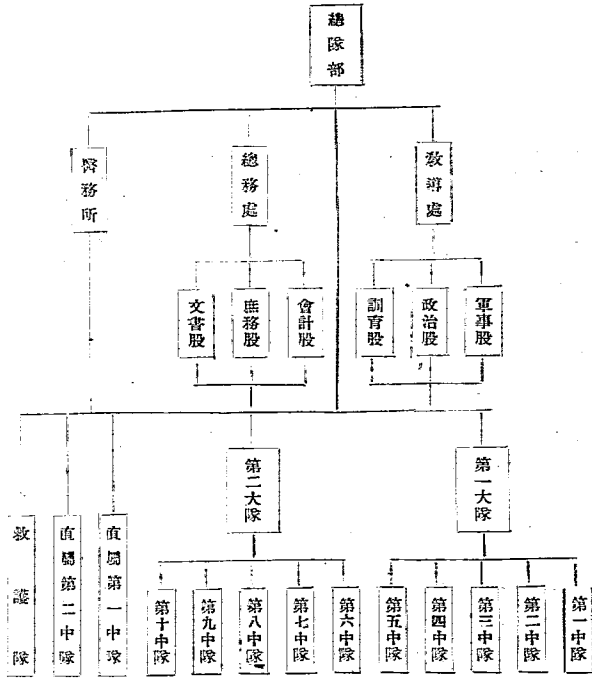 總隊部
教導處
總務處
醫務所
軍事股
政治股
訓育股
會計股
庶務股
文書股
第一大隊
第二大隊
直屬第一中隊
直屬第二中隊
救護隊
第一中隊
第二中隊
第三中隊
第四中隊
第五中隊
第六中隊
第七中隊
第八中隊
第九中隊
第十中隊